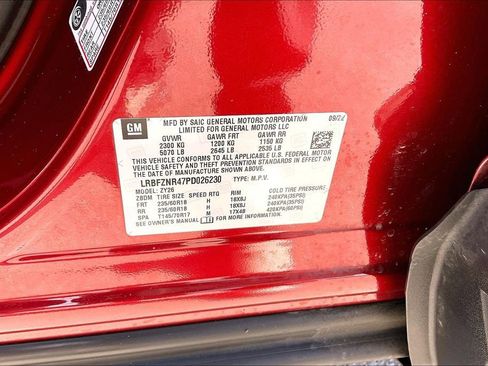 GM
MFD BY SAIC GENERAL MOTORS CORPORATION 09/22
LIMITED FOR GENERAL MOTORS LLC
GVWR GAWR FRT GAWR RR
2300 KG 1200 KG 1150 KG
5070 LB 2645 LB 2535 LB
THIS VEHICLE CONFORMS TO ALL APPLICABLE U.S. FEDERAL MOTOR
VEHICLE SAFETY AND THEFT PREVENTION STANDARDS IN EFFECT ON
THE DATE OF MANUFACTURE SHOWN ABOVE.
LRBFZNR47PD026230 TYPE: M.P.V.
MODEL: ZY26
ZBDM TIRE SIZE SPEED RTG RIM COLD TIRE PRESSURE
FRT 235/60R18 H 18X8J 240KPA(35PSI)
RR 235/60R18 H 18X8J 240KPA(35PSI)
SPA T145/70R17 M 17X4B 420KPA(60PSI)
SEE OWNER'S MANUAL FOR ADDITIONAL INFORMATION.